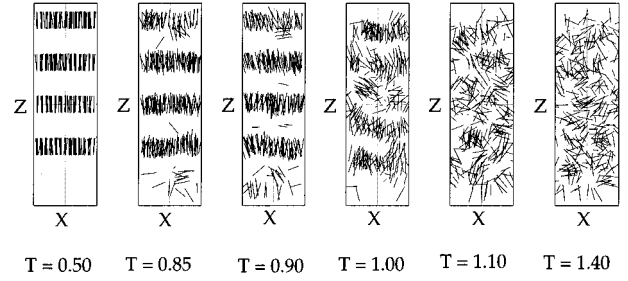 Z Z Z Z Z Z
X X X X X X
T = 0.50 T = 0.85 T = 0.90 T = 1.00 T = 1.10 T = 1.40